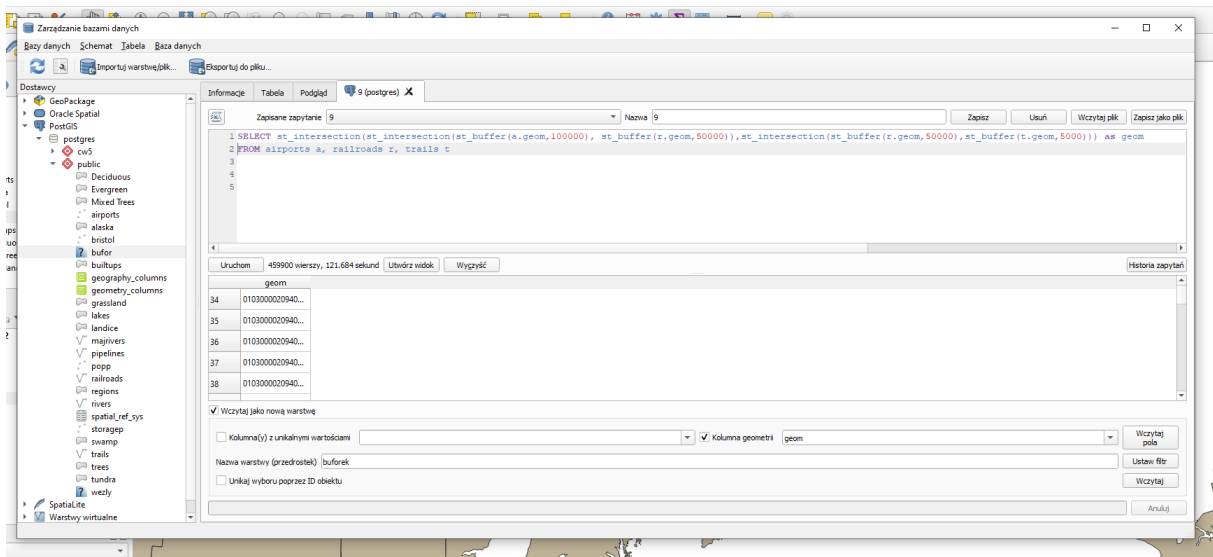 Zarządzanie bazami danych
Bazy danych Schemat Tabela Baza danych
Importuj warstwę/plik... Eksportuj do pliku...
Dostawcy
GeoPackage
Oracle Spatial
PostGIS
postgres
cw5
public
Deciduous
Evergreen
Mixed Trees
airports
alaska
bristol
bufor
builtups
geography_columns
geometry_columns
grassland
lakes
landice
majrivers
pipelines
popp
railroads
regions
rivers
spatial_ref_sys
storagep
swamp
trails
trees
tundra
wezly
SpatiaLite
Warstwy wirtualne
Informacje Tabela Podgląd 9 (postgres)
Zapisane zapytanie 9 Nazwa 9 Zapisz Usuń Wczytaj plik Zapisz jako plik
1 SELECT st_intersection(st_intersection(st_buffer(a.geom,100000), st_buffer(r.geom,50000)),st_intersection(st_buffer(r.geom,50000),st_buffer(t.geom,5000))) as geom
2 FROM airports a, railroads r, trails t
3
4
5
Uruchom 459900 wierszy, 121.684 sekund Utwórz widok Wyczyść Historia zapytań
geom
34 0103000020940...
35 0103000020940...
36 0103000020940...
37 0103000020940...
38 0103000020940...
Wczytaj jako nową warstwę
Kolumna(y) z unikalnymi wartościami Kolumna geometrii geom Wczytaj pola
Nazwa warstwy (przedrostek) buforek Ustaw filtr
Unikaj wyboru poprzez ID obiektu Wczytaj
Anuluj